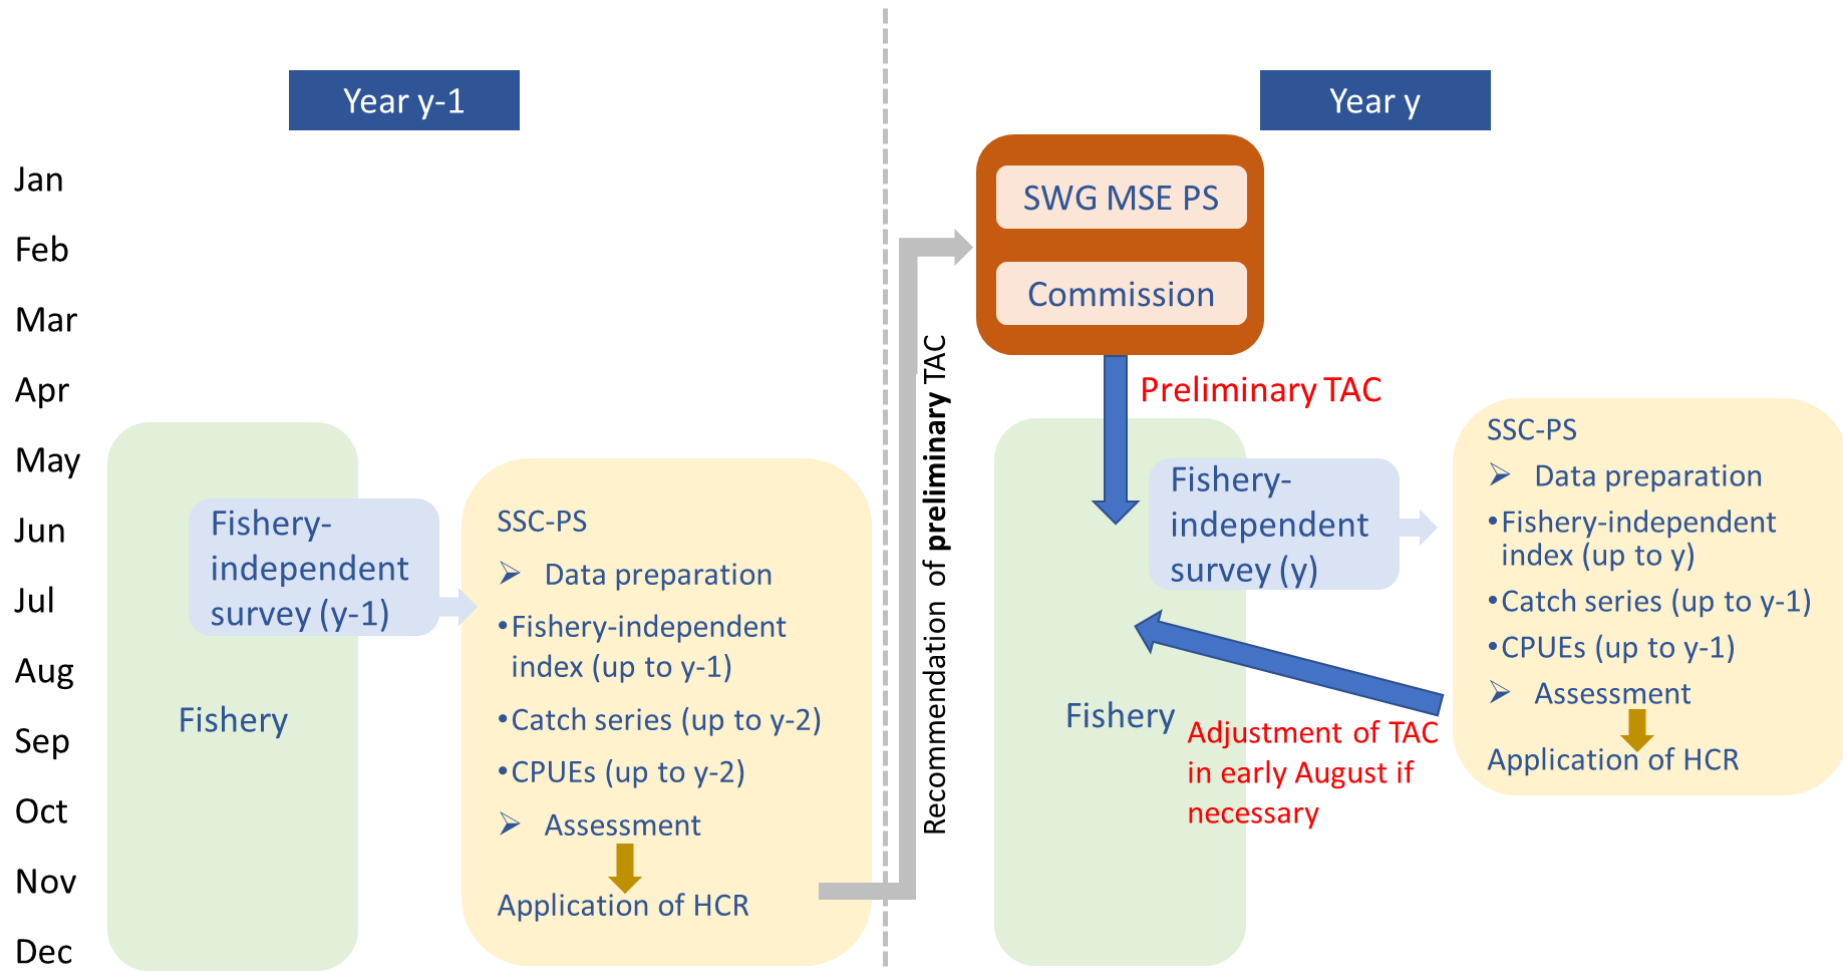 Year y-1
Year y
Jan
Feb
Mar
Apr
May
Jun
Jul
Aug
Sep
Oct
Nov
Dec
Fishery-
independent
survey (y-1)
Fishery
SSC-PS
➢ Data preparation
•Fishery-independent
index (up to y-1)
•Catch series (up to y-2)
•CPUEs (up to y-2)
➢ Assessment
Application of HCR
Recommendation of preliminary TAC
SWG MSE PS
Commission
Preliminary TAC
Fishery-
independent
survey (y)
Fishery
Adjustment of TAC
in early August if
necessary
SSC-PS
➢ Data preparation
•Fishery-independent
index (up to y)
•Catch series (up to y-1)
•CPUEs (up to y-1)
➢ Assessment
Application of HCR